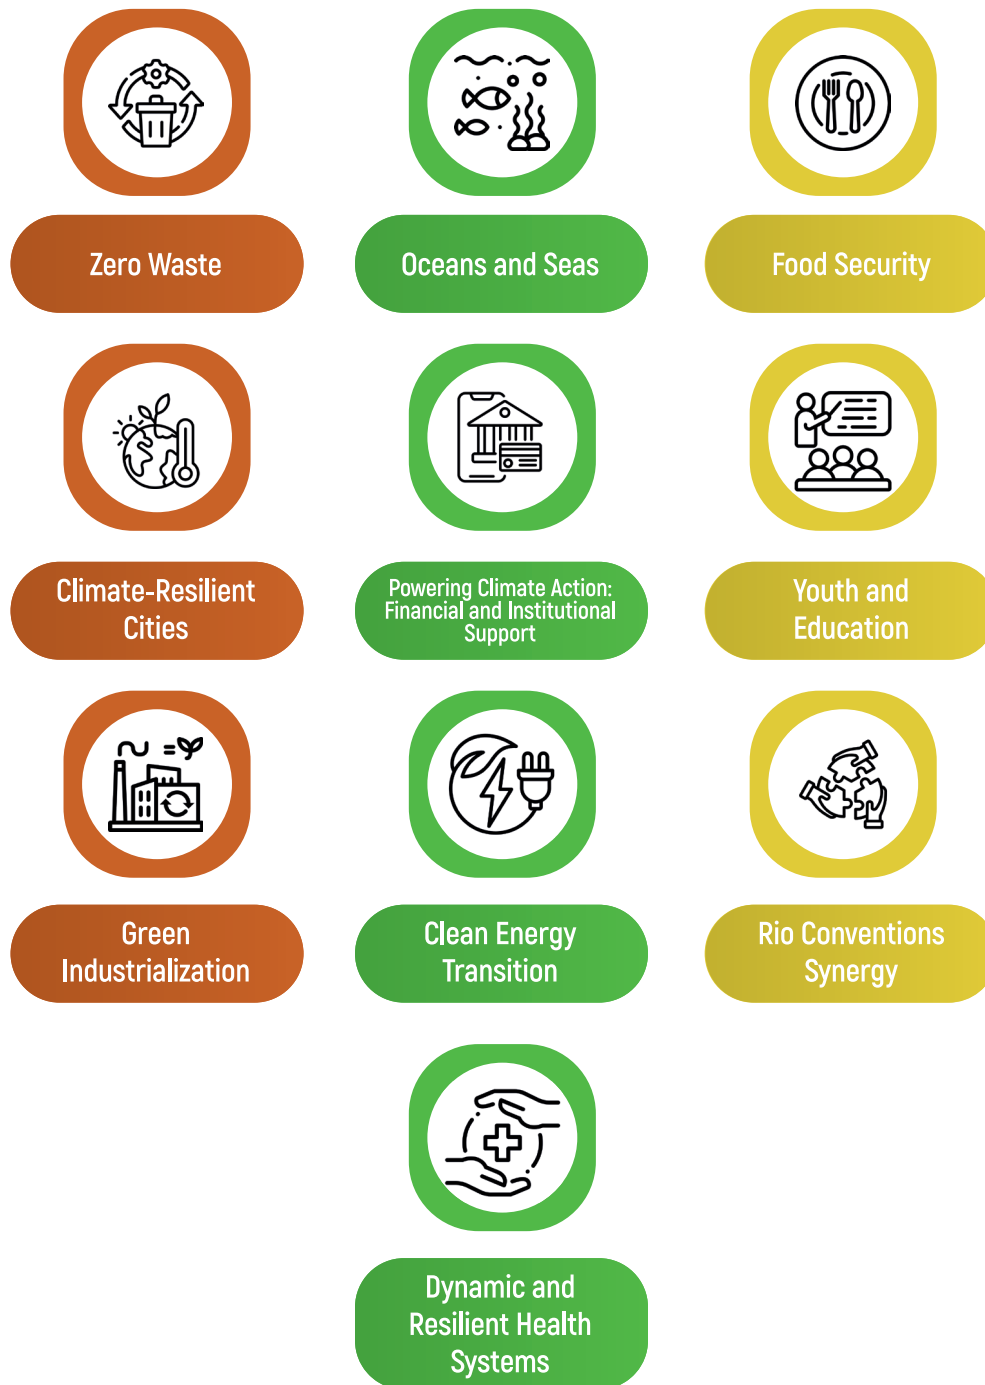 Zero Waste
Oceans and Seas
Food Security
Climate-Resilient
Cities
Powering Climate Action:
Financial and Institutional
Support
Youth and
Education
Green
Industrialization
Clean Energy
Transition
Rio Conventions
Synergy
Dynamic and
Resilient Health
Systems